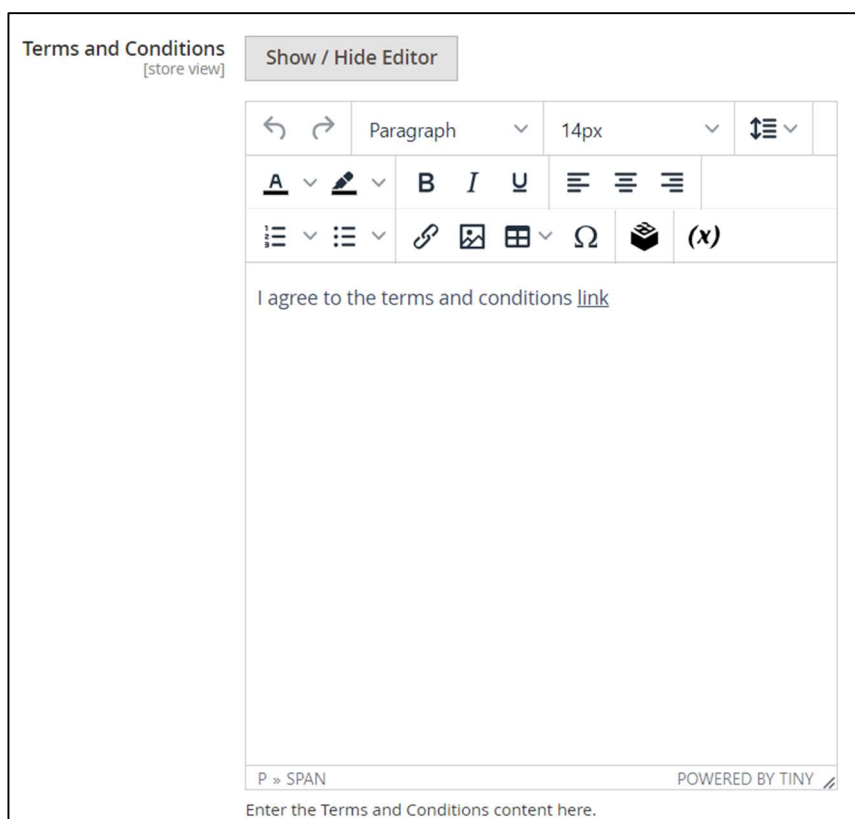 Terms and Conditions
[store view]
Show / Hide Editor
Paragraph
14px
A
B I U
Ω (x)
I agree to the terms and conditions link
P » SPAN
POWERED BY TINY
Enter the Terms and Conditions content here.